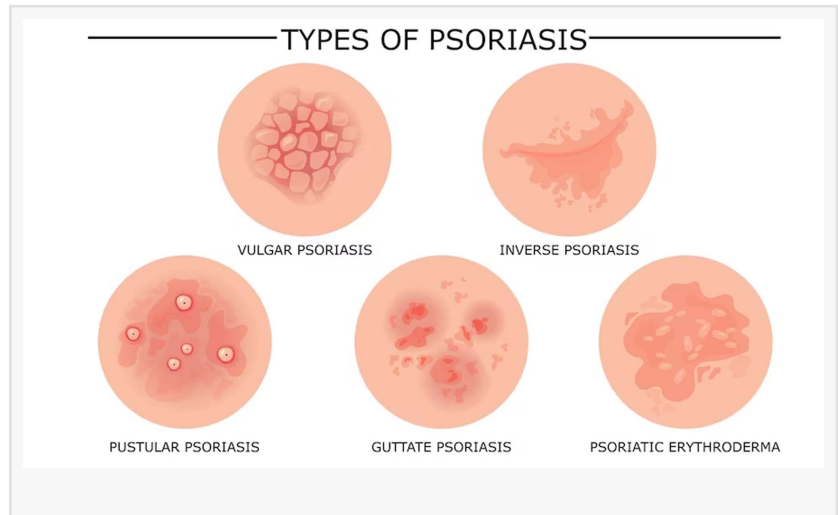 TYPES OF PSORIASIS
VULGAR PSORIASIS
INVERSE PSORIASIS
PUSTULAR PSORIASIS
GUTTATE PSORIASIS
PSORIATIC ERYTHRODERMA